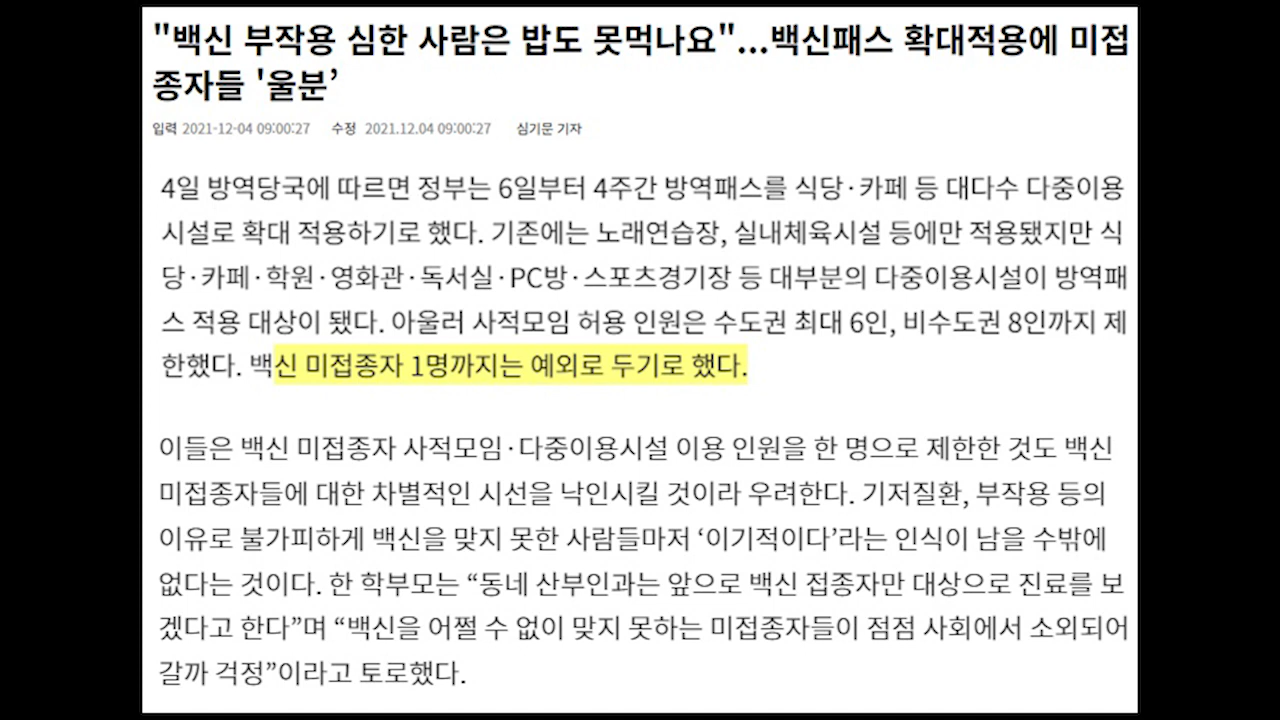 "백신 부작용 심한 사람은 밥도 못먹나요"...백신패스 확대적용에 미접
종자들 '울분’
입력 2021-12-04 09:00:27 수정 2021.12.04 09:00:27 심기문 기자
4일 방역당국에 따르면 정부는 6일부터 4주간 방역패스를 식당·카페 등 대다수 다중이용
시설로 확대 적용하기로 했다. 기존에는 노래연습장, 실내체육시설 등에만 적용됐지만 식
당·카페·학원·영화관·독서실·PC방·스포츠경기장 등 대부분의 다중이용시설이 방역패
스 적용 대상이 됐다. 아울러 사적모임 허용 인원은 수도권 최대 6인, 비수도권 8인까지 제
한했다. 백신 미접종자 1명까지는 예외로 두기로 했다.
이들은 백신 미접종자 사적모임·다중이용시설 이용 인원을 한 명으로 제한한 것도 백신
미접종자들에 대한 차별적인 시선을 낙인시킬 것이라 우려한다. 기저질환, 부작용 등의
이유로 불가피하게 백신을 맞지 못한 사람들마저 ‘이기적이다’라는 인식이 남을 수밖에
없다는 것이다. 한 학부모는 “동네 산부인과는 앞으로 백신 접종자만 대상으로 진료를 보
겠다고 한다”며 “백신을 어쩔 수 없이 맞지 못하는 미접종자들이 점점 사회에서 소외되어
갈까 걱정”이라고 토로했다.